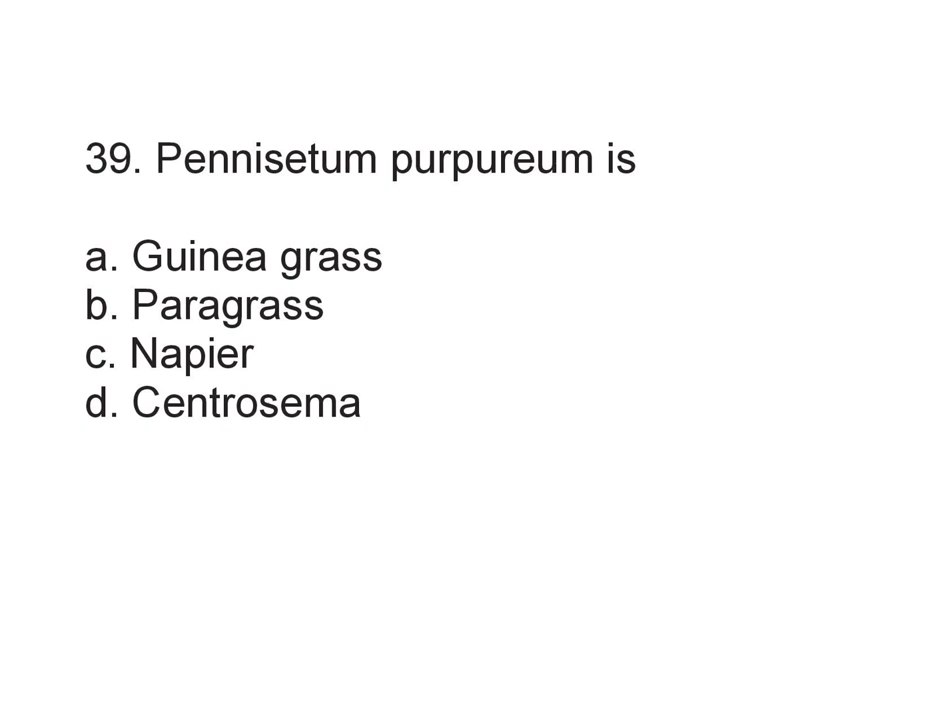 39. Pennisetum purpureum is
a. Guinea grass
b. Paragrass
c. Napier
d. Centrosema